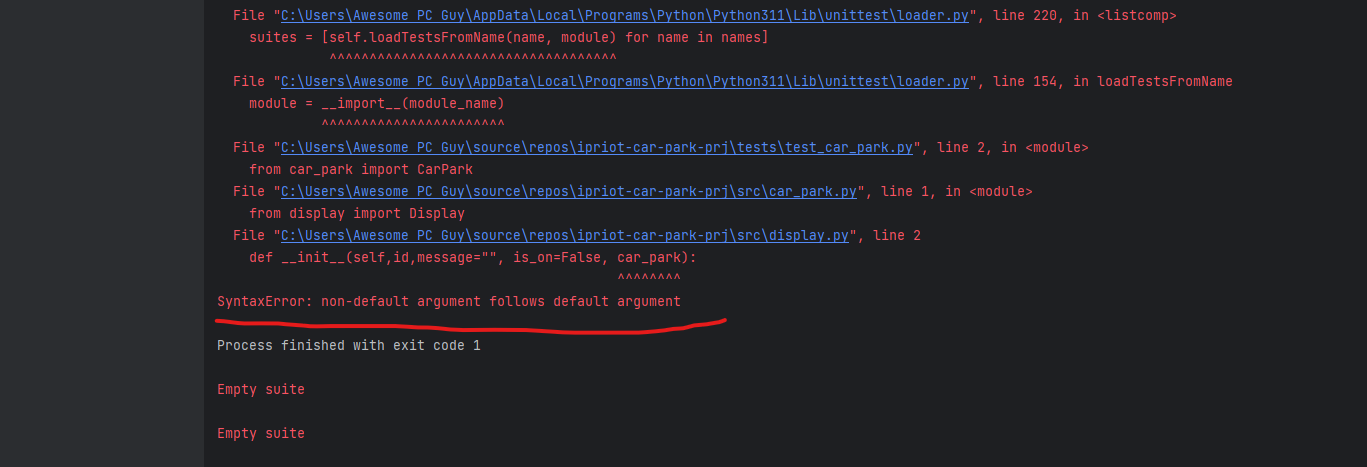 File "C:\Users\Awesome PC Guy\AppData\Local\Programs\Python\Python311\Lib\unittest\loader.py", line 220, in <listcomp>
suites = [self.loadTestsFromName(name, module) for name in names]
^^^^^^^^^^^^^^^^^^^^^^^^^^^^^^^^^^^^
File "C:\Users\Awesome PC Guy\AppData\Local\Programs\Python\Python311\Lib\unittest\loader.py", line 154, in loadTestsFromName
module = __import__(module_name)
^^^^^^^^^^^^^^^^^^^^^^^
File "C:\Users\Awesome PC Guy\source\repos\ipriot-car-park-prj\tests\test_car_park.py", line 2, in <module>
from car_park import CarPark
File "C:\Users\Awesome PC Guy\source\repos\ipriot-car-park-prj\src\car_park.py", line 1, in <module>
from display import Display
File "C:\Users\Awesome PC Guy\source\repos\ipriot-car-park-prj\src\display.py", line 2
def __init__(self,id,message="", is_on=False, car_park):
^^^^^^^^
SyntaxError: non-default argument follows default argument
Process finished with exit code 1
Empty suite
Empty suite